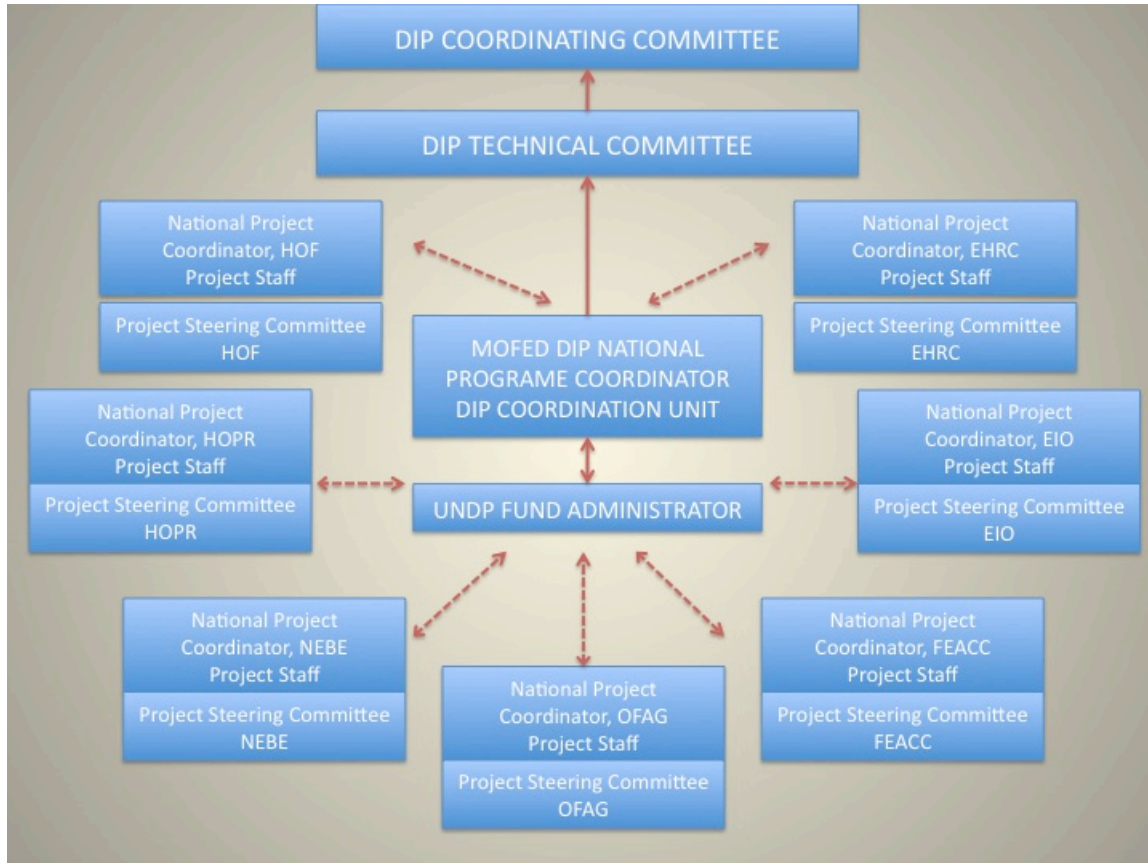 DIP COORDINATING COMMITTEE
DIP TECHNICAL COMMITTEE
National Project
Coordinator, HOF
Project Staff
Project Steering Committee
HOF
National Project
Coordinator, EHRC
Project Staff
Project Steering Committee
EHRC
MOFED DIP NATIONAL
PROGRAME COORDINATOR
DIP COORDINATION UNIT
National Project
Coordinator, HOPR
Project Staff
Project Steering Committee
HOPR
UNDP FUND ADMINISTRATOR
National Project
Coordinator, EIO
Project Staff
Project Steering Committee
EIO
National Project
Coordinator, NEBE
Project Staff
Project Steering Committee
NEBE
National Project
Coordinator, OFAG
Project Staff
Project Steering Committee
OFAG
National Project
Coordinator, FEACC
Project Staff
Project Steering Committee
FEACC